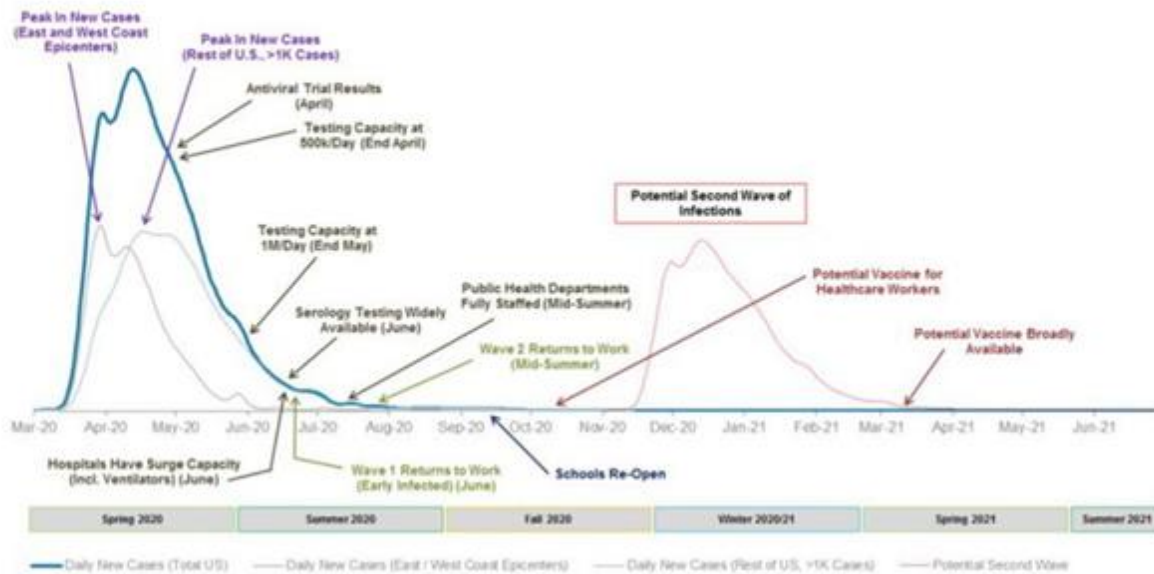 Peak In New Cases
(East and West Coast
Epicenters)
Peak In New Cases
(Rest of U.S., >1K Cases)
Antiviral Trial Results
(April)
Testing Capacity at
500k/Day (End April)
Potential Second Wave of
Infections
Testing Capacity at
1M/Day (End May)
Potential Vaccine for
Healthcare Workers
Public Health Departments
Fully Staffed (Mid-Summer)
Serology Testing Widely
Available (June)
Potential Vaccine Broadly
Available
Wave 2 Returns to Work
(Mid-Summer)
Mar-20 Apr-20 May-20 Jun-20 Jul-20 Aug-20 Sep-20 Oct-20 Nov-20 Dec-20 Jan-21 Feb-21 Mar-21 Apr-21 May-21 Jun-21
Hospitals Have Surge Capacity
(Incl. Ventilators) (June)
Wave 1 Returns to Work
(Early Infected) (June)
Schools Re-Open
Spring 2020 Summer 2020 Fall 2020 Winter 2020/21 Spring 2021 Summer 2021
Daily New Cases (Total US) Daily New Cases (East / West Coast Epicenters) Daily New Cases (Rest of US, >1K Cases) Potential Second Wave